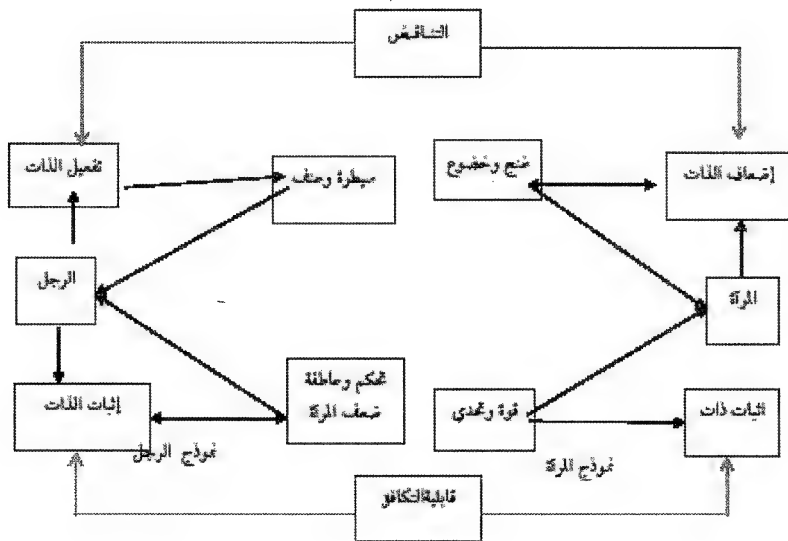 التناقض
تفعيل الذات
سيطرة وعنف
غنج وخضوع
إضعاف الذات
الرجل
المرأة
إثبات الذات
تحكم وعاطفة
ضعف المرأة
قوة وتحدي
اثبات ذات
نموذج الرجل
نموذج المرأة
قابلية التكافؤ